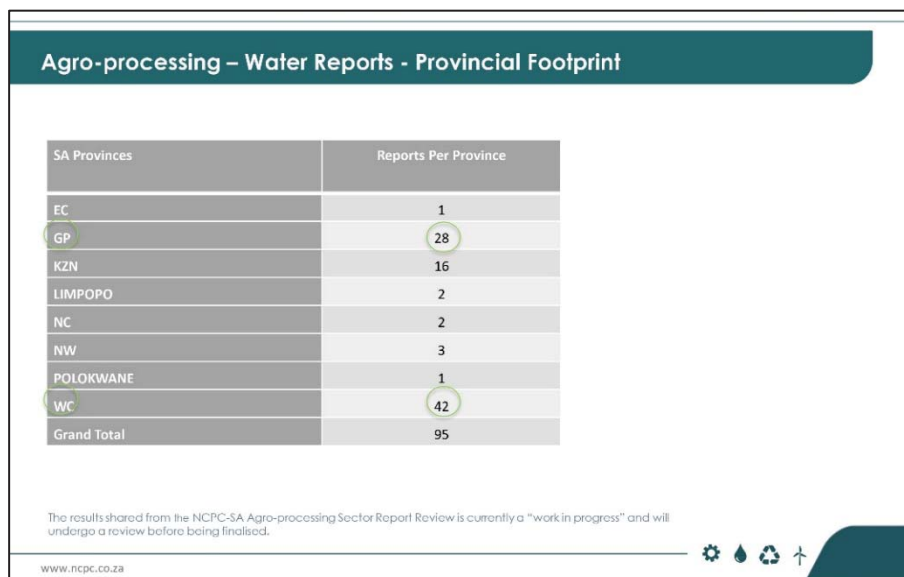 Agro-processing – Water Reports - Provincial Footprint
SA Provinces Reports Per Province
EC 1
GP 28
KZN 16
LIMPOPO 2
NC 2
NW 3
POLOKWANE 1
WC 42
Grand Total 95
The results shared from the NCPC-SA Agro-processing Sector Report Review is currently a “work in progress” and will
undergo a review before being finalised.
www.ncpc.co.za